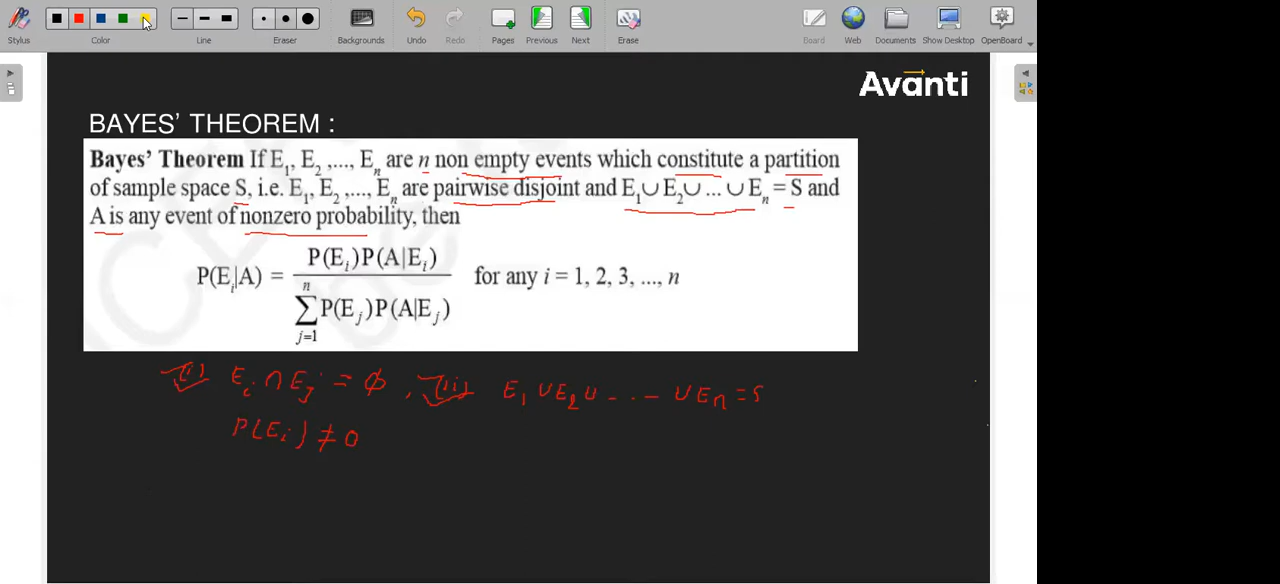 Stylus Color Line Eraser Backgrounds Undo Redo Pages Previous Next Erase Board Web Documents Show Desktop OpenBoard
Avanti
BAYES' THEOREM :
Bayes' Theorem If E₁, E₂ ,..., Eₙ are n non empty events which constitute a partition
of sample space S, i.e. E₁, E₂ ,..., Eₙ are pairwise disjoint and E₁∪ E₂∪ ... ∪ Eₙ = S and
A is any event of nonzero probability, then
P(Eᵢ|A) = P(Eᵢ)P(A|Eᵢ) / ∑ⁿⱼ₌₁ P(Eⱼ)P(A|Eⱼ) for any i = 1, 2, 3, ..., n
(i) Eᵢ ∩ Eⱼ = ϕ , (ii) E₁ ∪ E₂ ∪ - . . - ∪ Eₙ = S
P(Eᵢ) ≠ 0